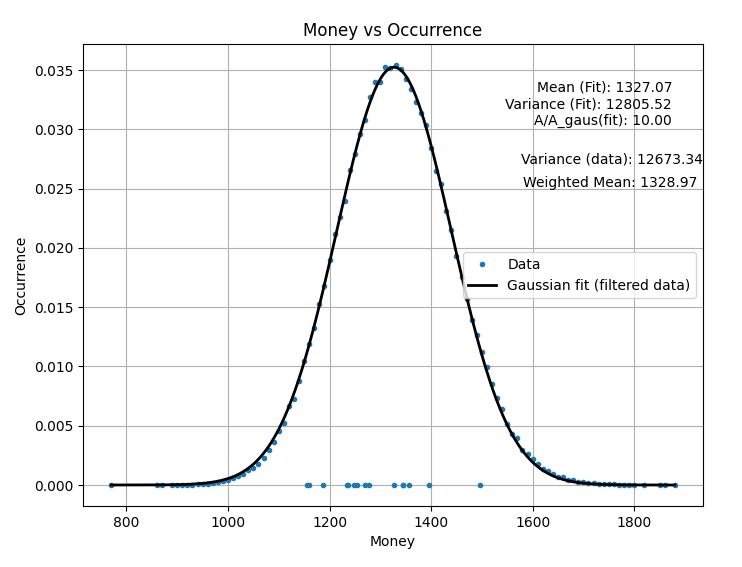 Money vs Occurrence
Mean (Fit): 1327.07
Variance (Fit): 12805.52
A/A_gaus(fit): 10.00
Variance (data): 12673.34
Weighted Mean: 1328.97
Data
Gaussian fit (filtered data)
Occurrence
0.035
0.030
0.025
0.020
0.015
0.010
0.005
0.000
800 1000 1200 1400 1600 1800
Money